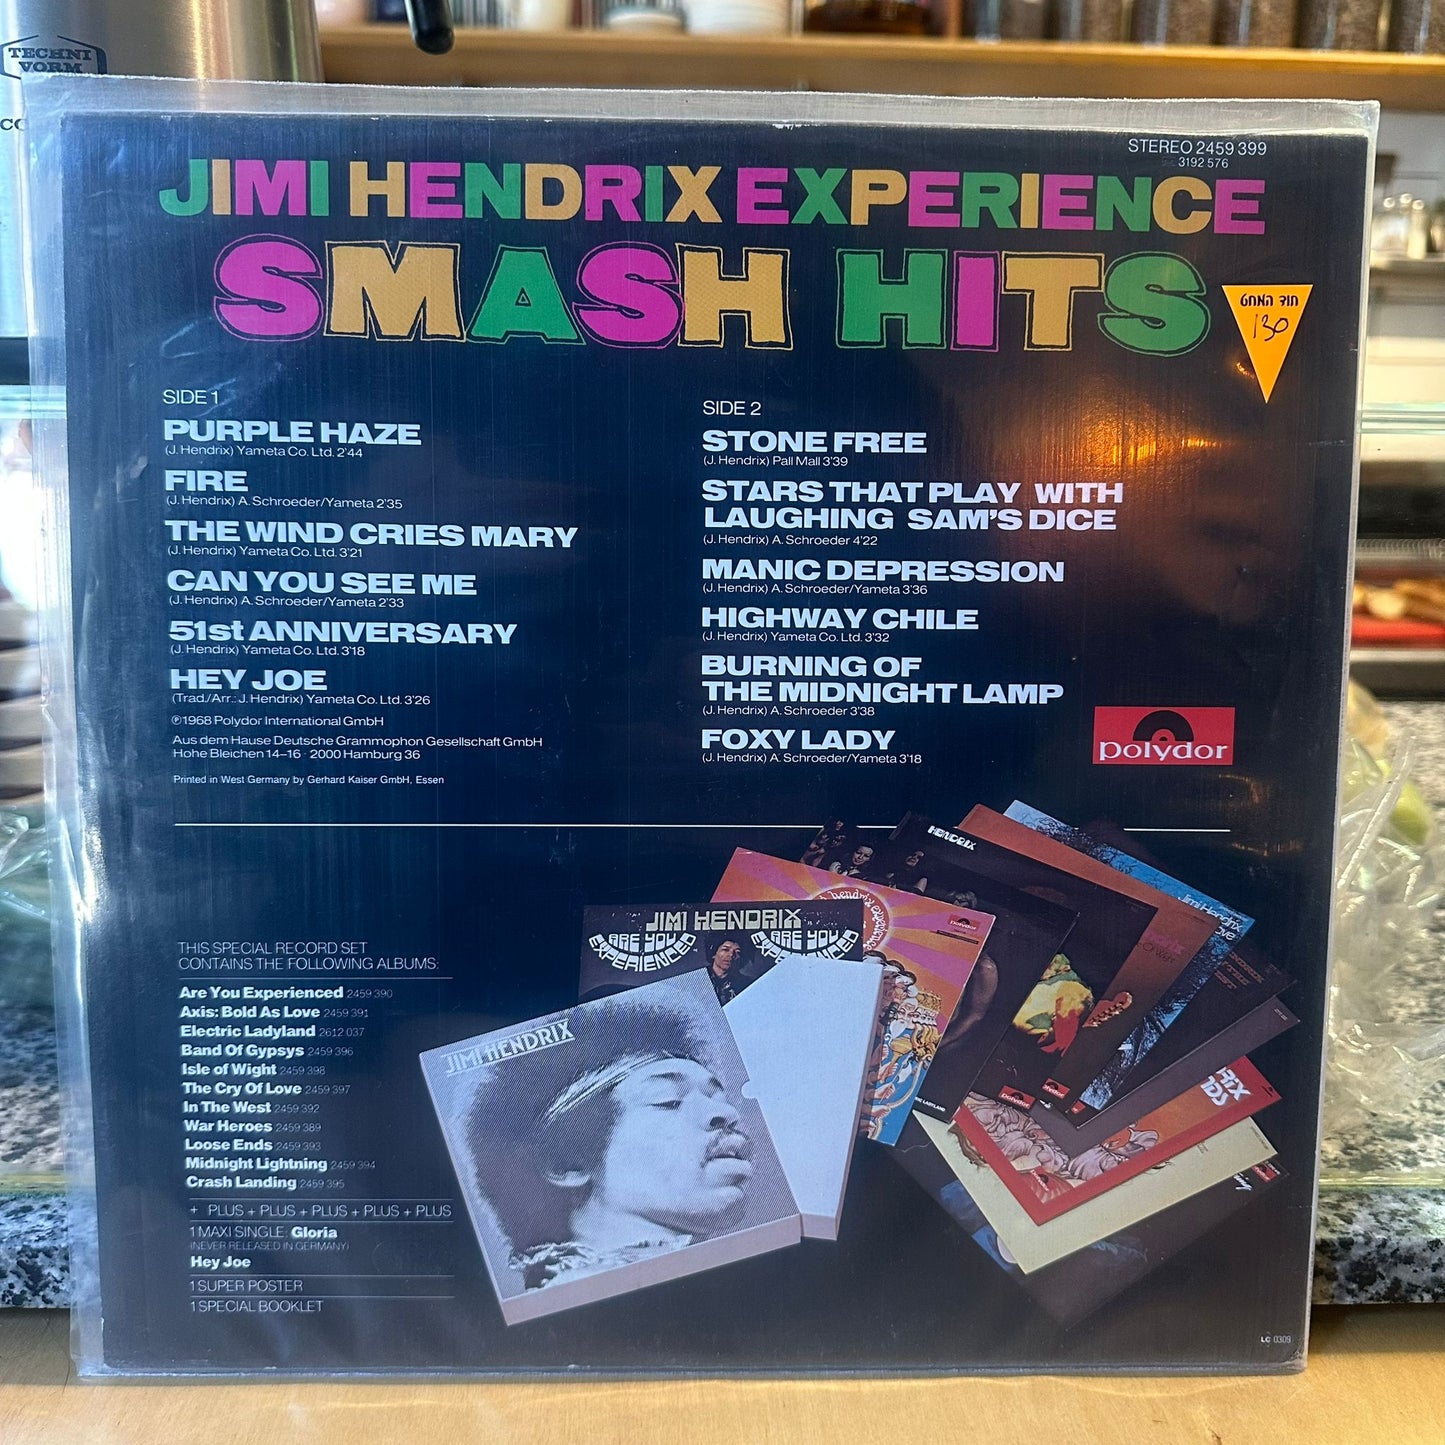 TECHNI
VORM
STEREO 2459 399
3192 576
JIMI HENDRIX EXPERIENCE
SMASH HITS
חוד המחט
130
SIDE 1
PURPLE HAZE
(J. Hendrix) Yameta Co. Ltd. 2'44
FIRE
(J. Hendrix) A. Schroeder/Yameta 2'35
THE WIND CRIES MARY
(J. Hendrix) Yameta Co. Ltd. 3'21
CAN YOU SEE ME
(J. Hendrix) A. Schroeder/Yameta 2'33
51st ANNIVERSARY
(J. Hendrix) Yameta Co. Ltd. 3'18
HEY JOE
(Trad./Arr.: J. Hendrix) Yameta Co. Ltd. 3'26
℗1968 Polydor International GmbH
Aus dem Hause Deutsche Grammophon Gesellschaft GmbH
Hohe Bleichen 14–16 · 2000 Hamburg 36
Printed in West Germany by Gerhard Kaiser GmbH, Essen
SIDE 2
STONE FREE
(J. Hendrix) Pall Mall 3'39
STARS THAT PLAY WITH
LAUGHING SAM'S DICE
(J. Hendrix) A. Schroeder 4'22
MANIC DEPRESSION
(J. Hendrix) A. Schroeder/Yameta 3'36
HIGHWAY CHILE
(J. Hendrix) Yameta Co. Ltd. 3'32
BURNING OF
THE MIDNIGHT LAMP
(J. Hendrix) A. Schroeder 3'38
FOXY LADY
(J. Hendrix) A. Schroeder/Yameta 3'18
polydor
THIS SPECIAL RECORD SET
CONTAINS THE FOLLOWING ALBUMS:
Are You Experienced 2459 390
Axis: Bold As Love 2459 391
Electric Ladyland 2612 037
Band Of Gypsys 2459 396
Isle of Wight 2459 398
The Cry Of Love 2459 397
In The West 2459 392
War Heroes 2459 389
Loose Ends 2459 393
Midnight Lightning 2459 394
Crash Landing 2459 395
+ PLUS + PLUS + PLUS + PLUS + PLUS
1 MAXI SINGLE: Gloria
(NEVER RELEASED IN GERMANY)
Hey Joe
1 SUPER POSTER
1 SPECIAL BOOKLET
HENDRIX
JIMI HENDRIX
ARE YOU EXPERIENCED
ARE YOU EXPERIENCED
JIMI HENDRIX
Jimi Hendrix
polydor
LC 0309